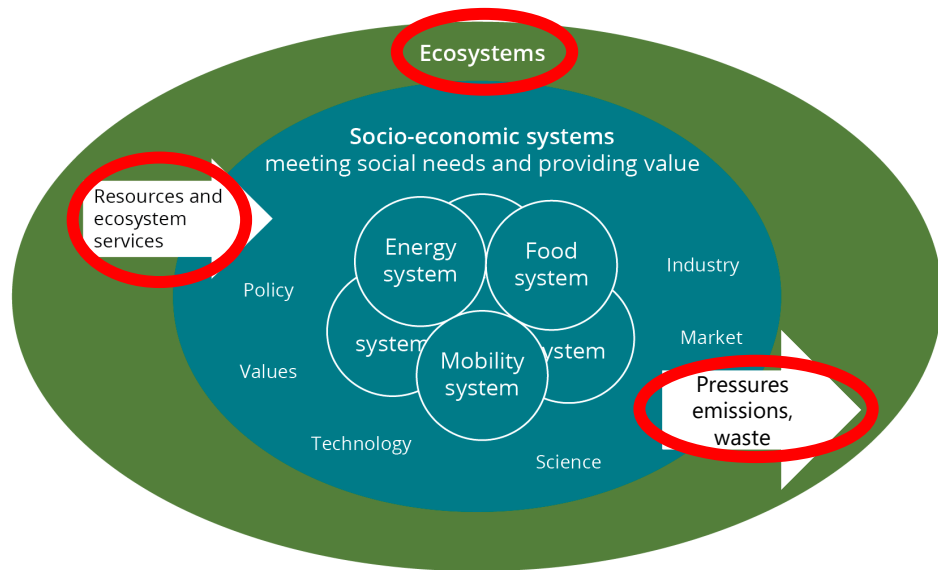 Ecosystems
Socio-economic systems
meeting social needs and providing value
Resources and
ecosystem
services
Energy
system
Food
system
Industry
Policy
Market
system
ystem
Mobility
system
Values
Pressures
emissions,
waste
Technology
Science